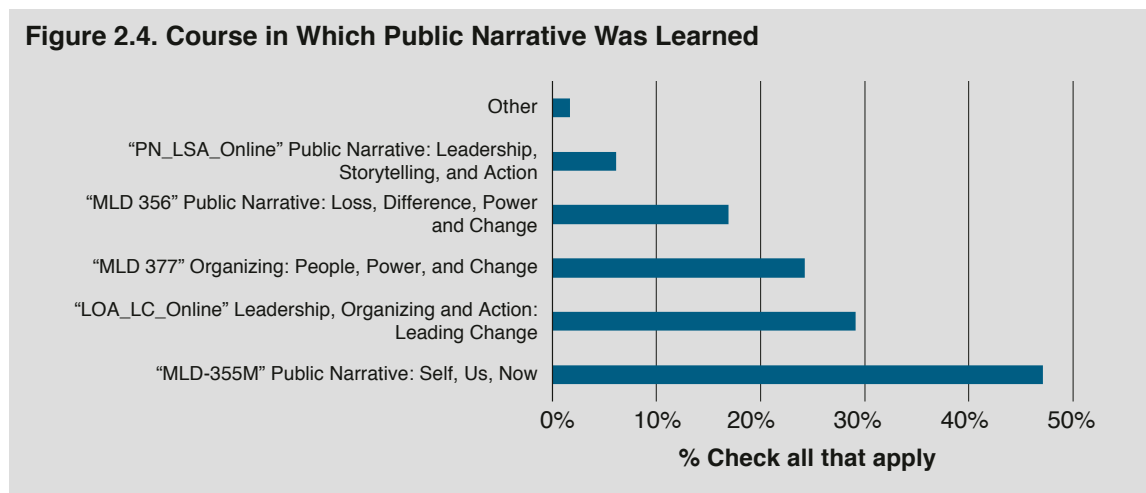 Figure 2.4. Course in Which Public Narrative Was Learned
Other
“PN_LSA_Online” Public Narrative: Leadership,
Storytelling, and Action
“MLD 356” Public Narrative: Loss, Difference, Power
and Change
“MLD 377” Organizing: People, Power, and Change
“LOA_LC_Online” Leadership, Organizing and Action:
Leading Change
“MLD-355M” Public Narrative: Self, Us, Now
0% 10% 20% 30% 40% 50%
% Check all that apply